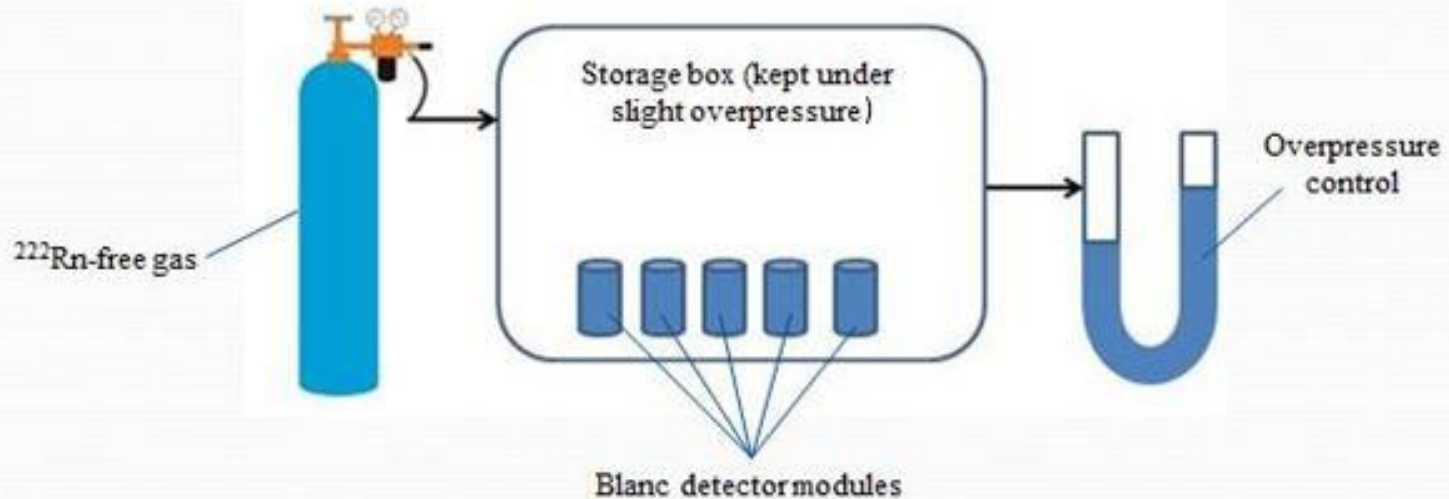 Storage box (kept under
slight overpressure)
Overpressure
control
²²²Rn-free gas
Blanc detector modules